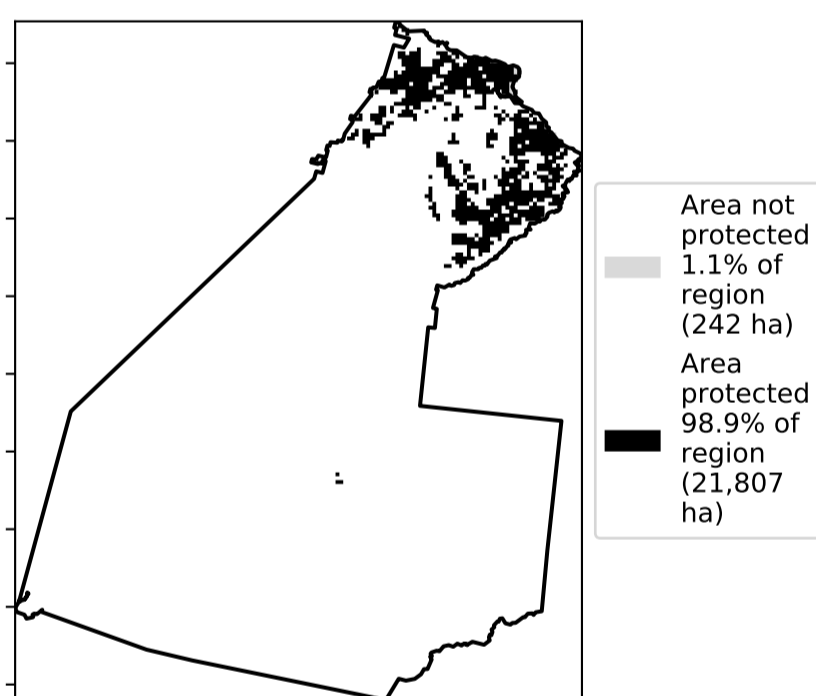 Area not
protected
1.1% of
region
(242 ha)
Area
protected
98.9% of
region
(21,807
ha)